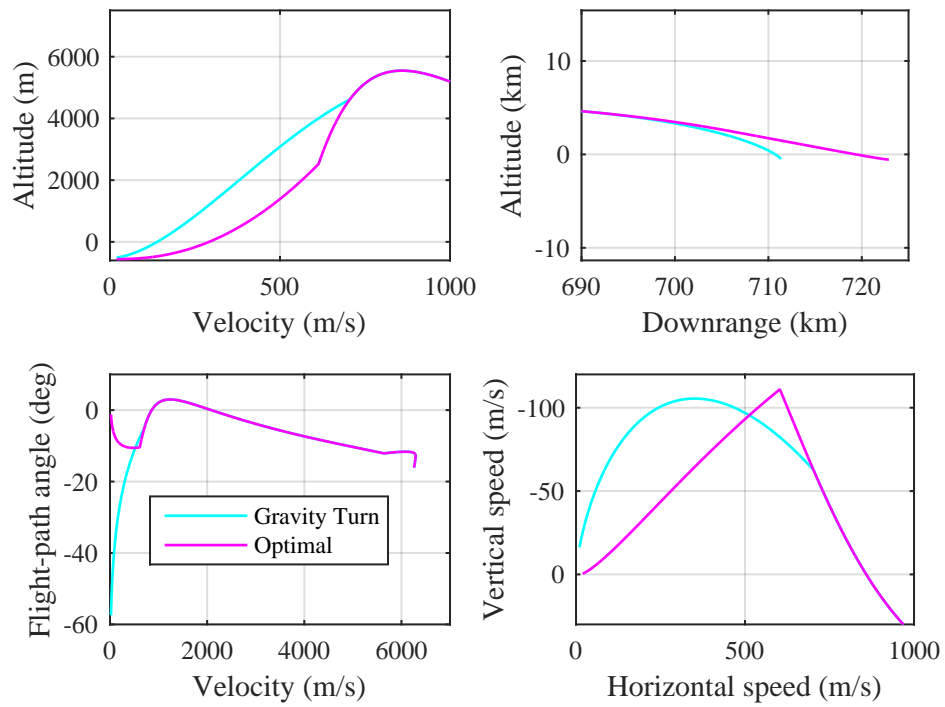 6000
4000
2000
0
0
500
1000
Altitude (m)
Velocity (m/s)
10
0
-10
690
700
710
720
Altitude (km)
Downrange (km)
0
-20
-40
-60
0
2000
4000
6000
Flight-path angle (deg)
Velocity (m/s)
Gravity Turn
Optimal
-100
-50
0
0
500
1000
Vertical speed (m/s)
Horizontal speed (m/s)